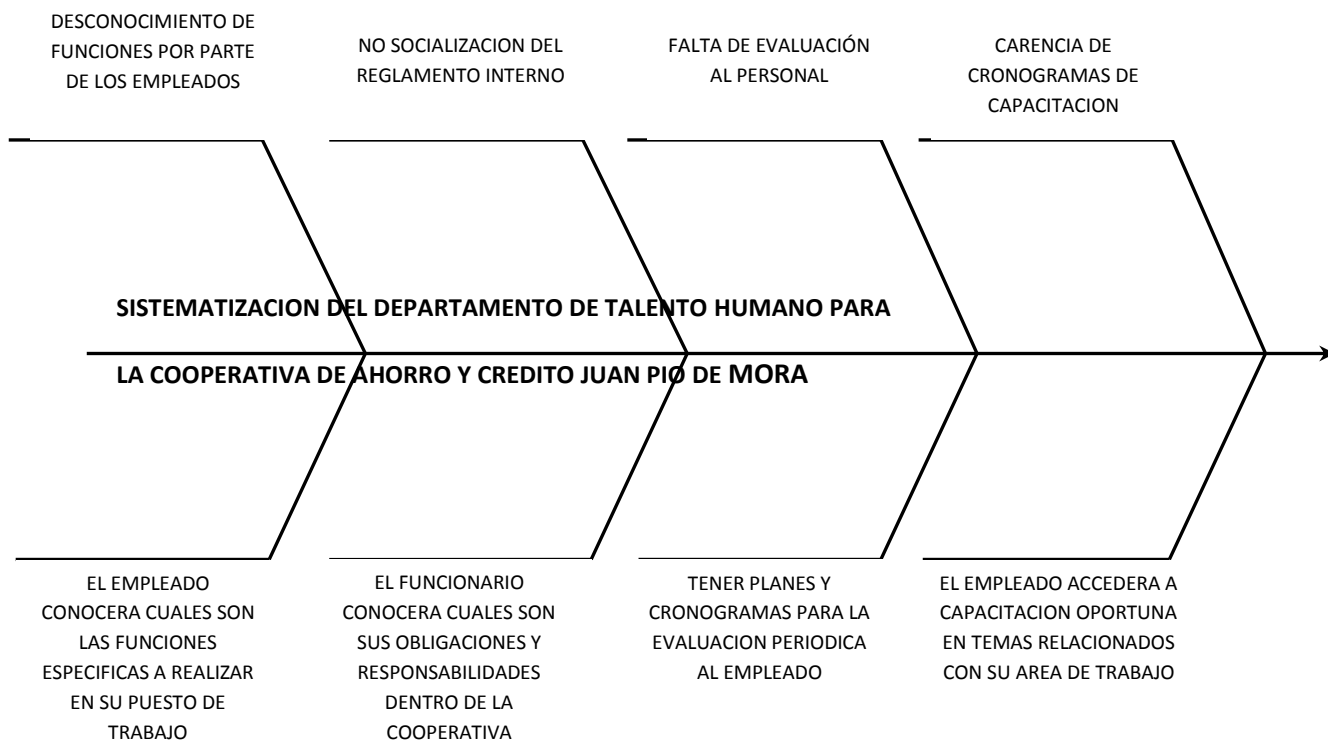 DESCONOCIMIENTO DE
FUNCIONES POR PARTE
DE LOS EMPLEADOS
NO SOCIALIZACION DEL
REGLAMENTO INTERNO
FALTA DE EVALUACIÓN
AL PERSONAL
CARENCIA DE
CRONOGRAMAS DE
CAPACITACION
SISTEMATIZACION DEL DEPARTAMENTO DE TALENTO HUMANO PARA
LA COOPERATIVA DE AHORRO Y CREDITO JUAN PIO DE MORA
EL EMPLEADO
CONOCERA CUALES SON
LAS FUNCIONES
ESPECIFICAS A REALIZAR
EN SU PUESTO DE
TRABAJO
EL FUNCIONARIO
CONOCERA CUALES SON
SUS OBLIGACIONES Y
RESPONSABILIDADES
DENTRO DE LA
COOPERATIVA
TENER PLANES Y
CRONOGRAMAS PARA LA
EVALUACION PERIODICA
AL EMPLEADO
EL EMPLEADO ACCEDERA A
CAPACITACION OPORTUNA
EN TEMAS RELACIONADOS
CON SU AREA DE TRABAJO